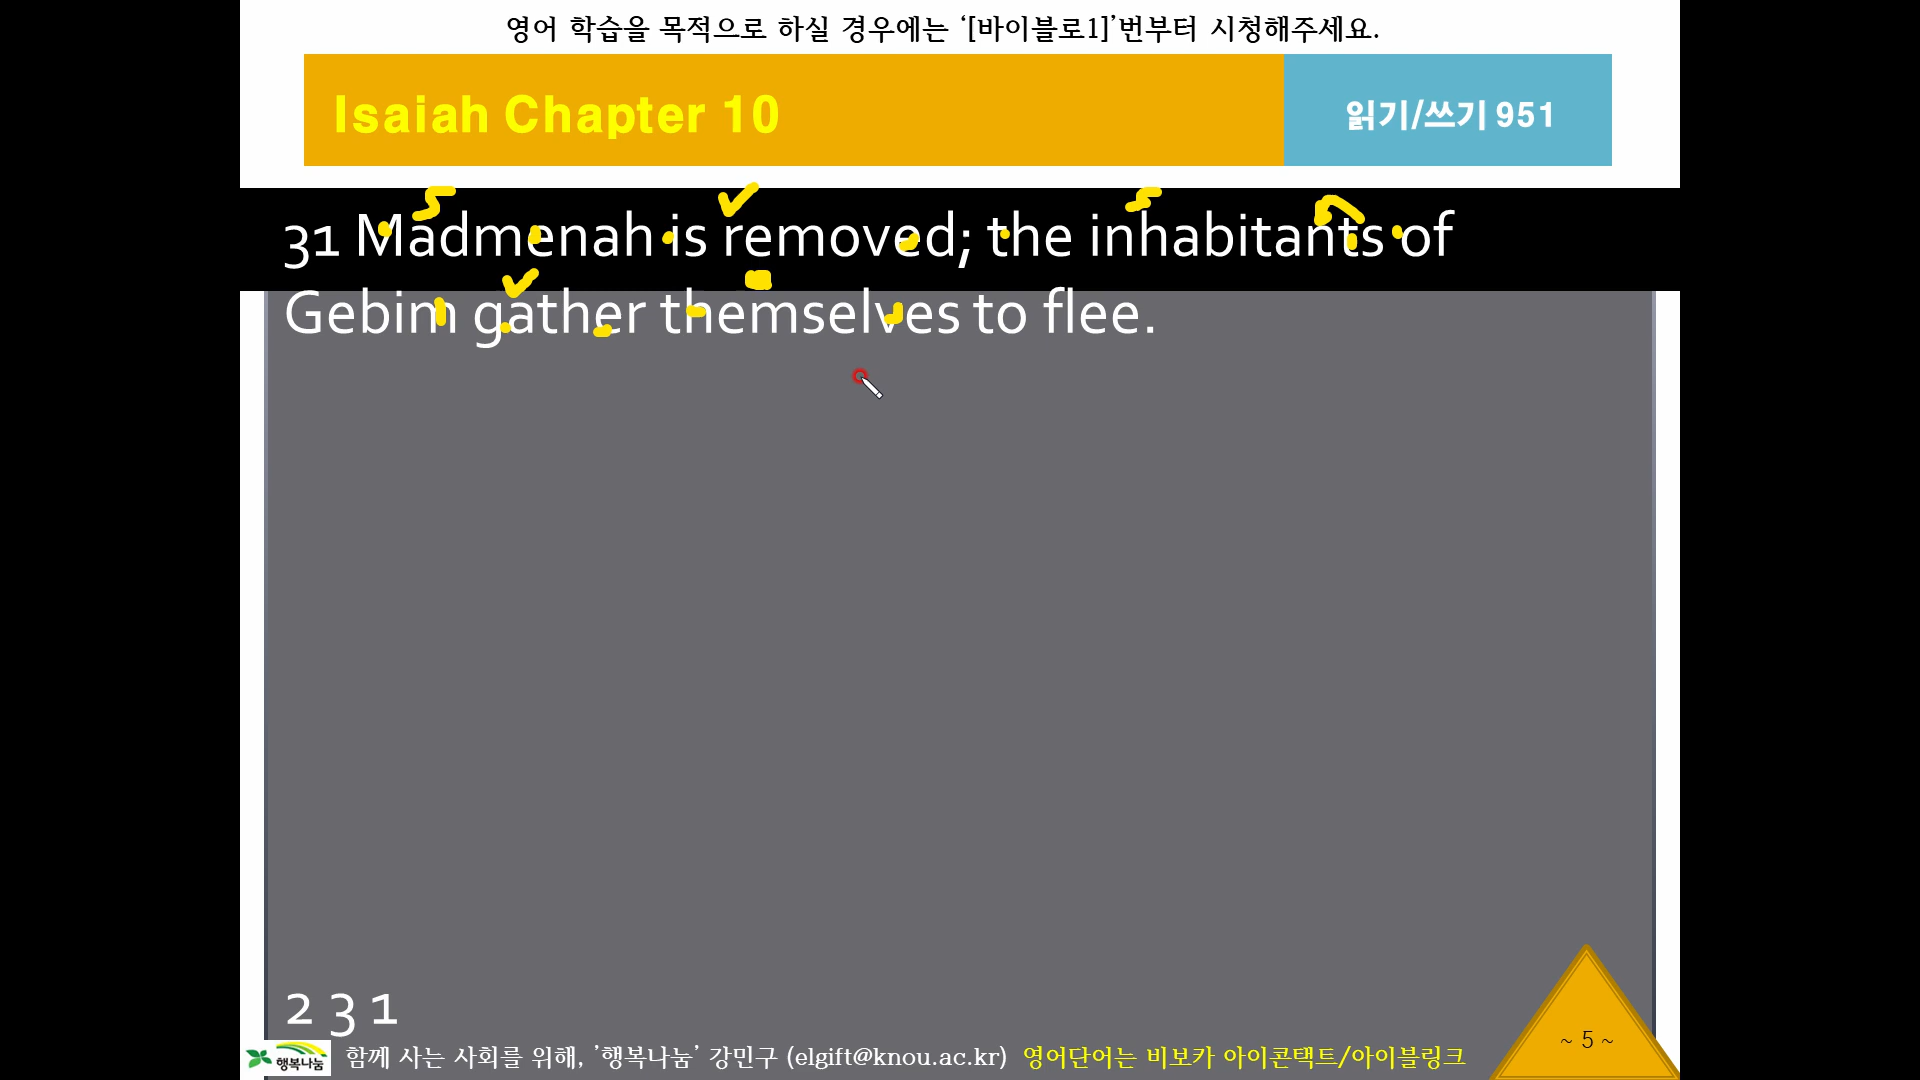 영어 학습을 목적으로 하실 경우에는 ‘[바이블로1]’번부터 시청해주세요.
Isaiah Chapter 10
읽기/쓰기 951
31 Madmenah is removed; the inhabitants of
Gebim gather themselves to flee.
2 3 1
행복나눔
함께 사는 사회를 위해, ’행복나눔’ 강민구 (elgift@knou.ac.kr) 영어단어는 비보카 아이콘택트/아이블링크
~ 5 ~